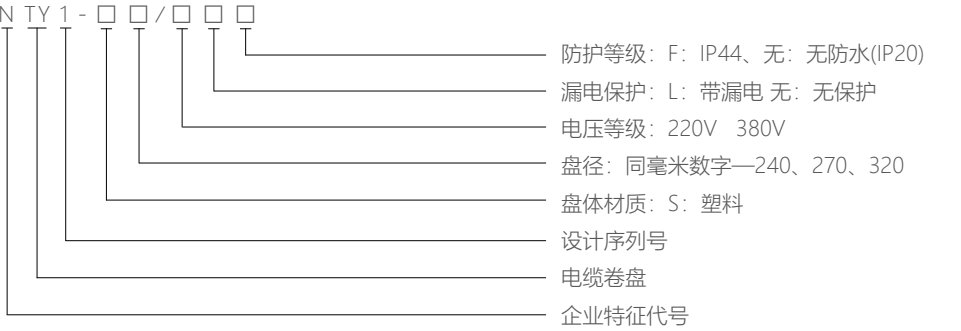 N TY 1 - □ □ / □ □ □
防护等级：F：IP44、无：无防水(IP20)
漏电保护：L：带漏电 无：无保护
电压等级：220V 380V
盘径：同毫米数字—240、270、320
盘体材质：S：塑料
设计序列号
电缆卷盘
企业特征代号